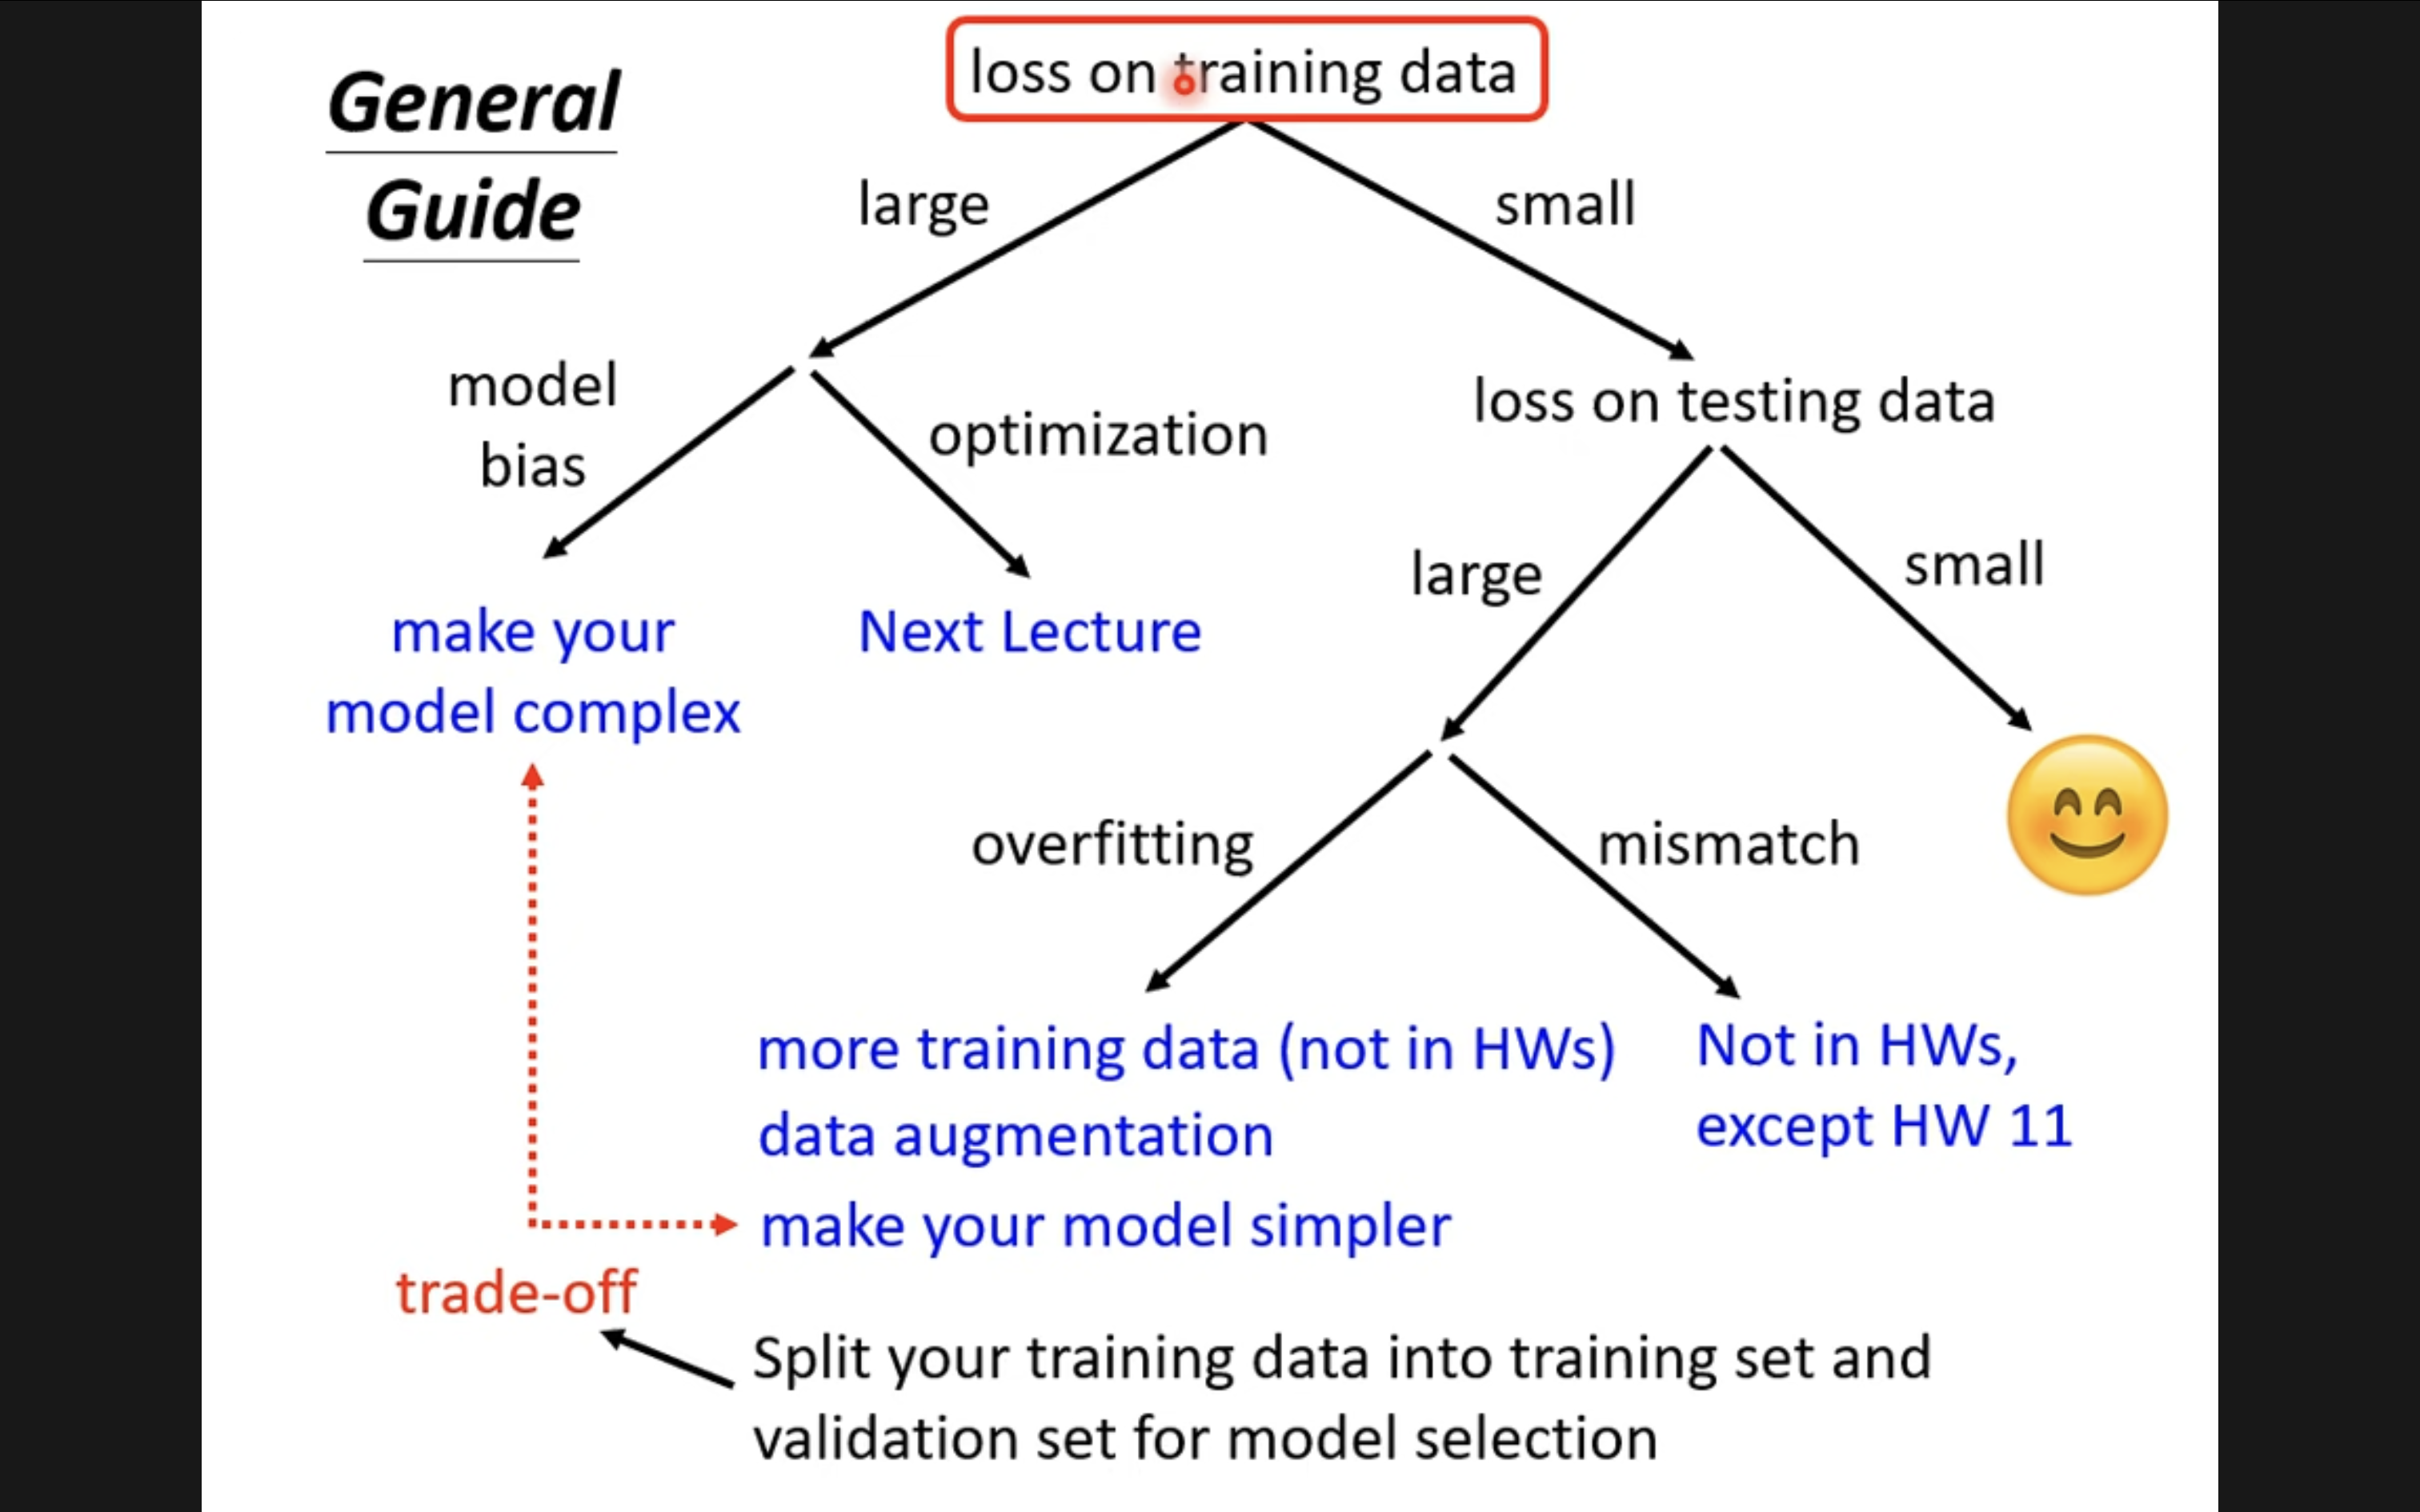 General
Guide
loss on training data
large
small
model
bias
optimization
loss on testing data
make your
model complex
Next Lecture
large
small
overfitting
mismatch
more training data (not in HWs)
data augmentation
make your model simpler
Not in HWs,
except HW 11
trade-off
Split your training data into training set and
validation set for model selection